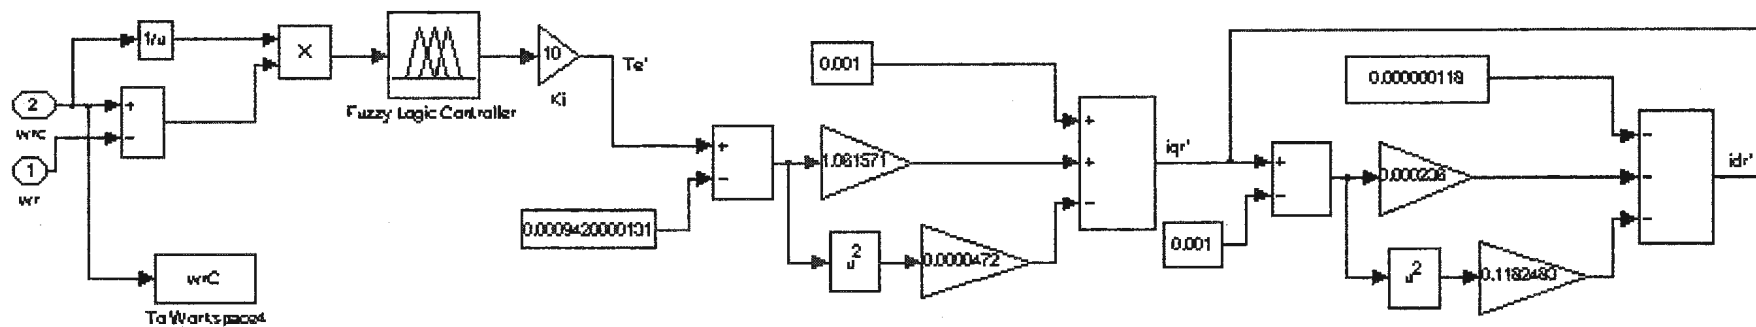 1/u
×
Fuzzy Logic Controller
10
Ki
Te'
2
wrc
+
-
1
wr
wrC
To Workspace4
+
-
0.0009420000131
0.001
1.061571
u²
0.0000472
+
+
-
iqr'
+
-
0.001
0.000000118
0.000236
u²
0.1182483
-
-
-
idr'